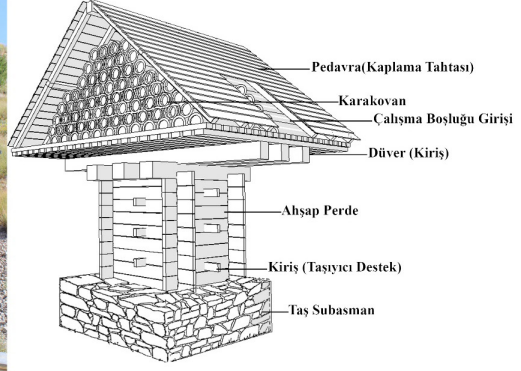 Pedavra(Kaplama Tahtası)
Karakovan
Çalışma Boşluğu Girişi
Düver (Kiriş)
Ahşap Perde
Kiriş (Taşıyıcı Destek)
Taş Subasman